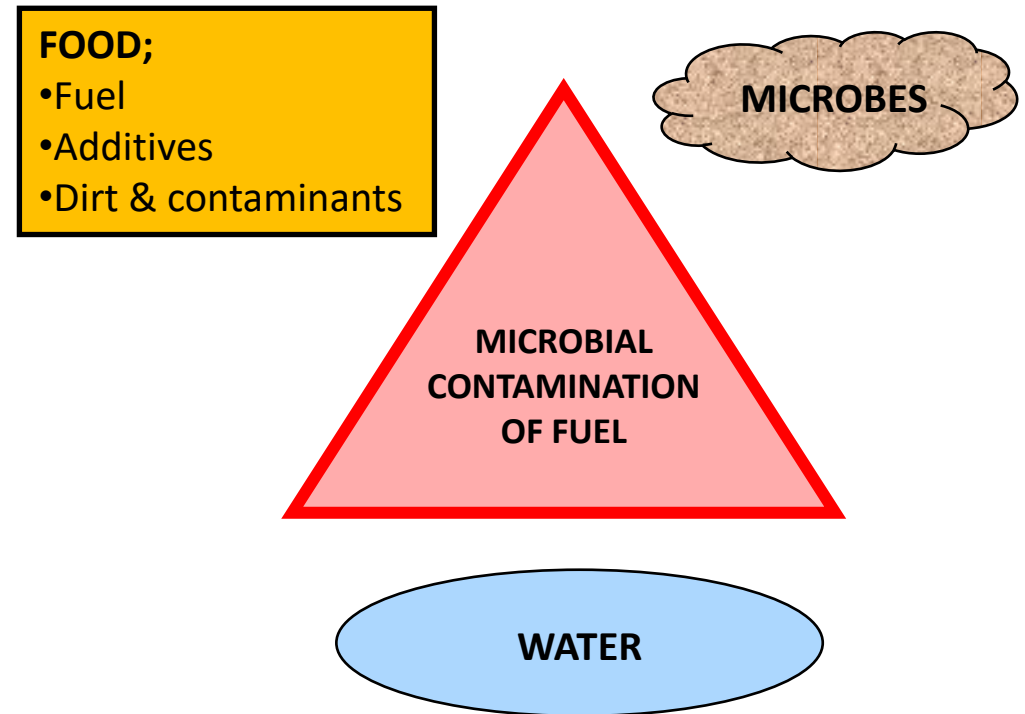 FOOD;
•Fuel
•Additives
•Dirt & contaminants
MICROBES
MICROBIAL
CONTAMINATION
OF FUEL
WATER